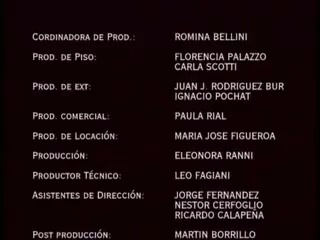 CORDINADORA DE PROD.: ROMINA BELLINI
PROD. DE PISO: FLORENCIA PALAZZO
CARLA SCOTTI
PROD. DE EXT: JUAN J. RODRIGUEZ BUR
IGNACIO POCHAT
PROD. COMERCIAL: PAULA RIAL
PROD. DE LOCACIÓN: MARIA JOSE FIGUEROA
PRODUCCIÓN: ELEONORA RANNI
PRODUCTOR TÉCNICO: LEO FAGIANI
ASISTENTES DE DIRECCIÓN: JORGE FERNANDEZ
NESTOR CERFOGLIO
RICARDO CALAPEÑA
POST PRODUCCIÓN: MARTIN BORRILLO